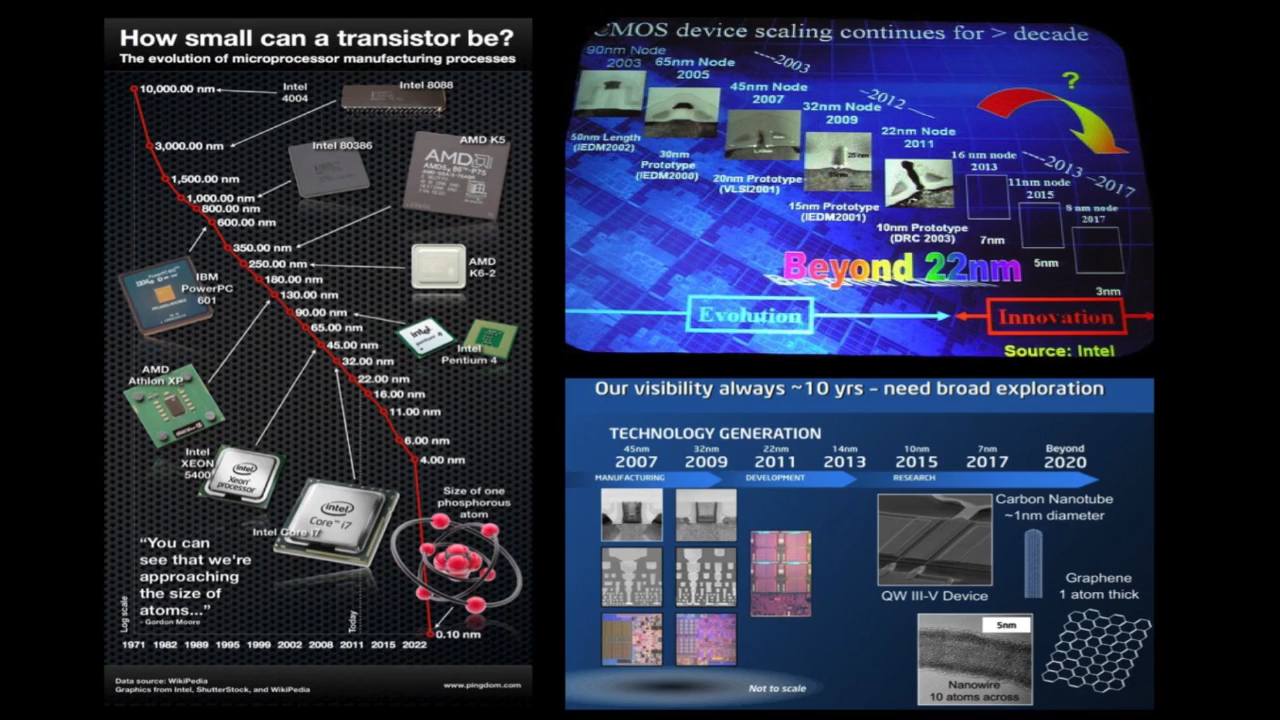 How small can a transistor be?
The evolution of microprocessor manufacturing processes
10,000.00 nm
Intel
4004
Intel 8088
3,000.00 nm
Intel 80386
AMD K5
AMD
1,500.00 nm
1,000.00 nm
800.00 nm
600.00 nm
350.00 nm
250.00 nm
AMD
K6-2
180.00 nm
IBM
PowerPC
601
130.00 nm
90.00 nm
65.00 nm
intel
pentium 4
Intel
Pentium 4
45.00 nm
32.00 nm
AMD
Athlon XP
22.00 nm
16.00 nm
11.00 nm
6.00 nm
4.00 nm
Intel
XEON
5400
intel
Xeon
processor
intel
Core i7
Intel Core i7
Size of one
phosphorous
atom
"You can
see that we're
approaching
the size of
atoms..."
- Gordon Moore
Log scale
Today
0.10 nm
1971 1982 1989 1995 1999 2002 2008 2011 2015 2022
Data source: WikiPedia
Graphics from Intel, ShutterStock, and WikiPedia
www.pingdom.com
CMOS device scaling continues for > decade
90nm Node
2003
65nm Node
2005
----2003
45nm Node
2007
32nm Node
2009
~2012
22nm Node
2011
?
16 nm node
2013
11nm node
2015
8 nm node
2017
---2013 -2017
50nm Length
(IEDM2002)
30nm
Prototype
(IEDM2000)
20nm Prototype
(VLSI2001)
25 nm
15nm Prototype
(IEDM2001)
10nm Prototype
(DRC 2003)
7nm
5nm
3nm
Beyond 22nm
Evolution
Innovation
Source: Intel
Our visibility always ~10 yrs – need broad exploration
TECHNOLOGY GENERATION
45nm 32nm 22nm 14nm 10nm 7nm Beyond
2007 2009 2011 2013 2015 2017 2020
MANUFACTURING DEVELOPMENT RESEARCH
Carbon Nanotube
~1nm diameter
QW III-V Device
Graphene
1 atom thick
5nm
Nanowire
10 atoms across
Not to scale